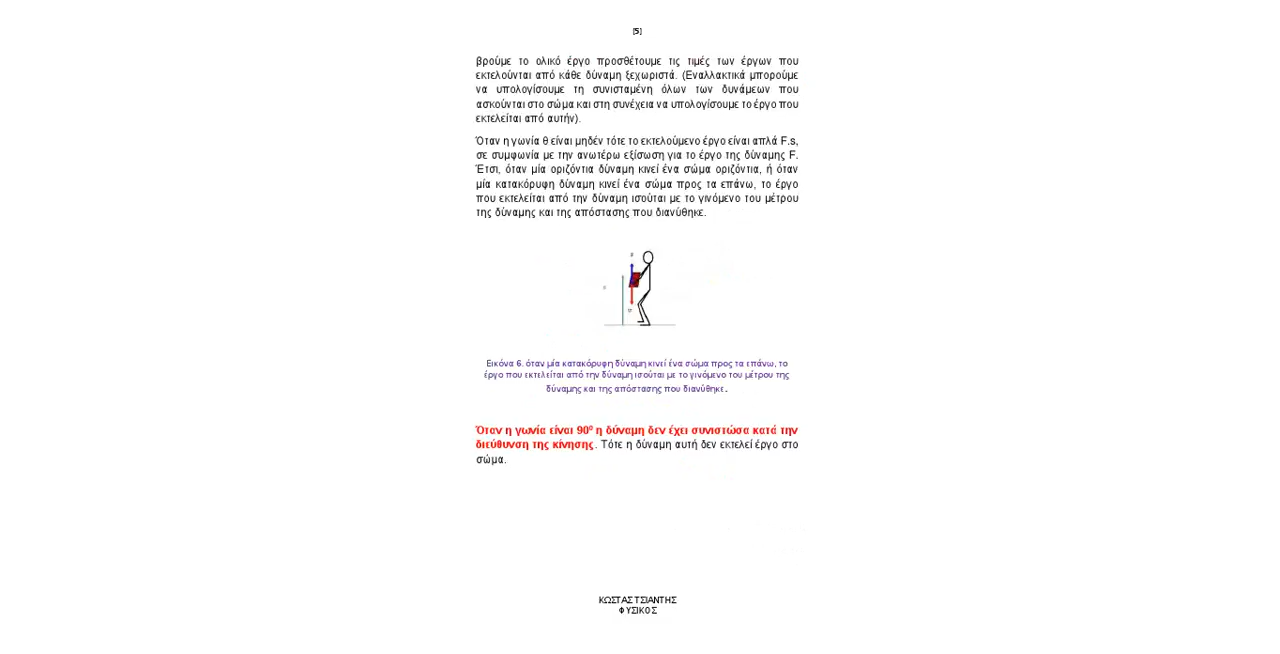 [5]
βρούμε το ολικό έργο προσθέτουμε τις τιμές των έργων που
εκτελούνται από κάθε δύναμη ξεχωριστά. (Εναλλακτικά μπορούμε
να υπολογίσουμε τη συνισταμένη όλων των δυνάμεων που
ασκούνται στο σώμα και στη συνέχεια να υπολογίσουμε το έργο που
εκτελείται από αυτήν).
Όταν η γωνία θ είναι μηδέν τότε το εκτελούμενο έργο είναι απλά F.s,
σε συμφωνία με την ανωτέρω εξίσωση για το έργο της δύναμης F.
Έτσι, όταν μία οριζόντια δύναμη κινεί ένα σώμα οριζόντια, ή όταν
μία κατακόρυφη δύναμη κινεί ένα σώμα προς τα επάνω, το έργο
που εκτελείται από την δύναμη ισούται με το γινόμενο του μέτρου
της δύναμης και της απόστασης που διανύθηκε.
Εικόνα 6. όταν μία κατακόρυφη δύναμη κινεί ένα σώμα προς τα επάνω, το
έργο που εκτελείται από την δύναμη ισούται με το γινόμενο του μέτρου της
δύναμης και της απόστασης που διανύθηκε.
Όταν η γωνία είναι 90° η δύναμη δεν έχει συνιστώσα κατά την
διεύθυνση της κίνησης. Τότε η δύναμη αυτή δεν εκτελεί έργο στο
σώμα.
ΚΩΣΤΑΣ ΤΣΙΑΝΤΗΣ
ΦΥΣΙΚΟΣ